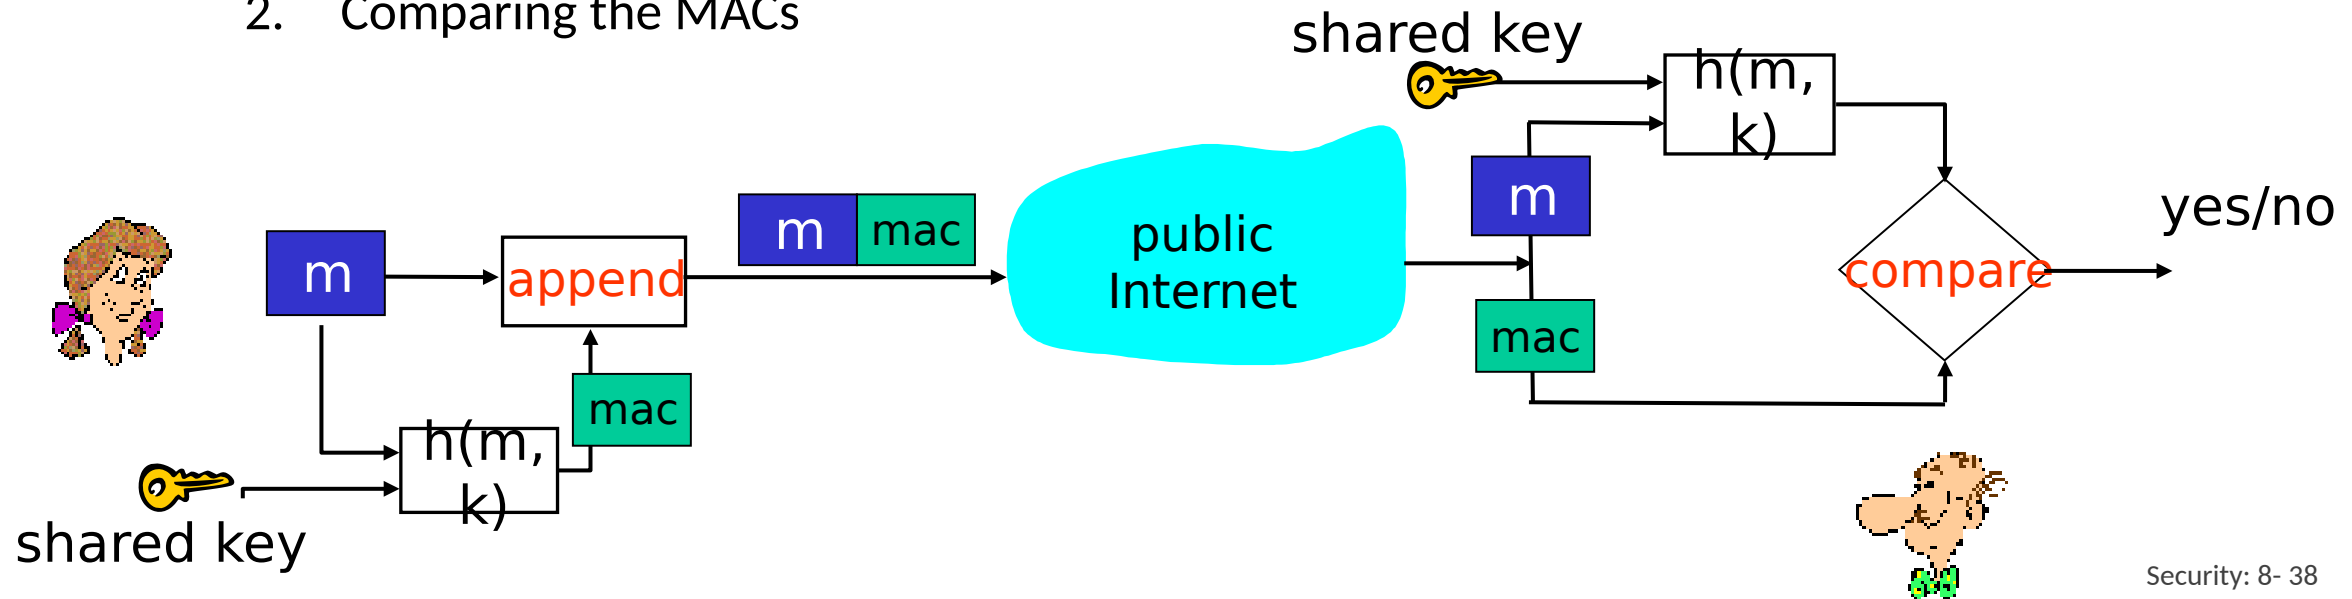 2. Comparing the MACs
shared key
h(m,
k)
m
mac
public
Internet
m
mac
compare
yes/no
m
append
mac
h(m,
k)
shared key
Security: 8- 38